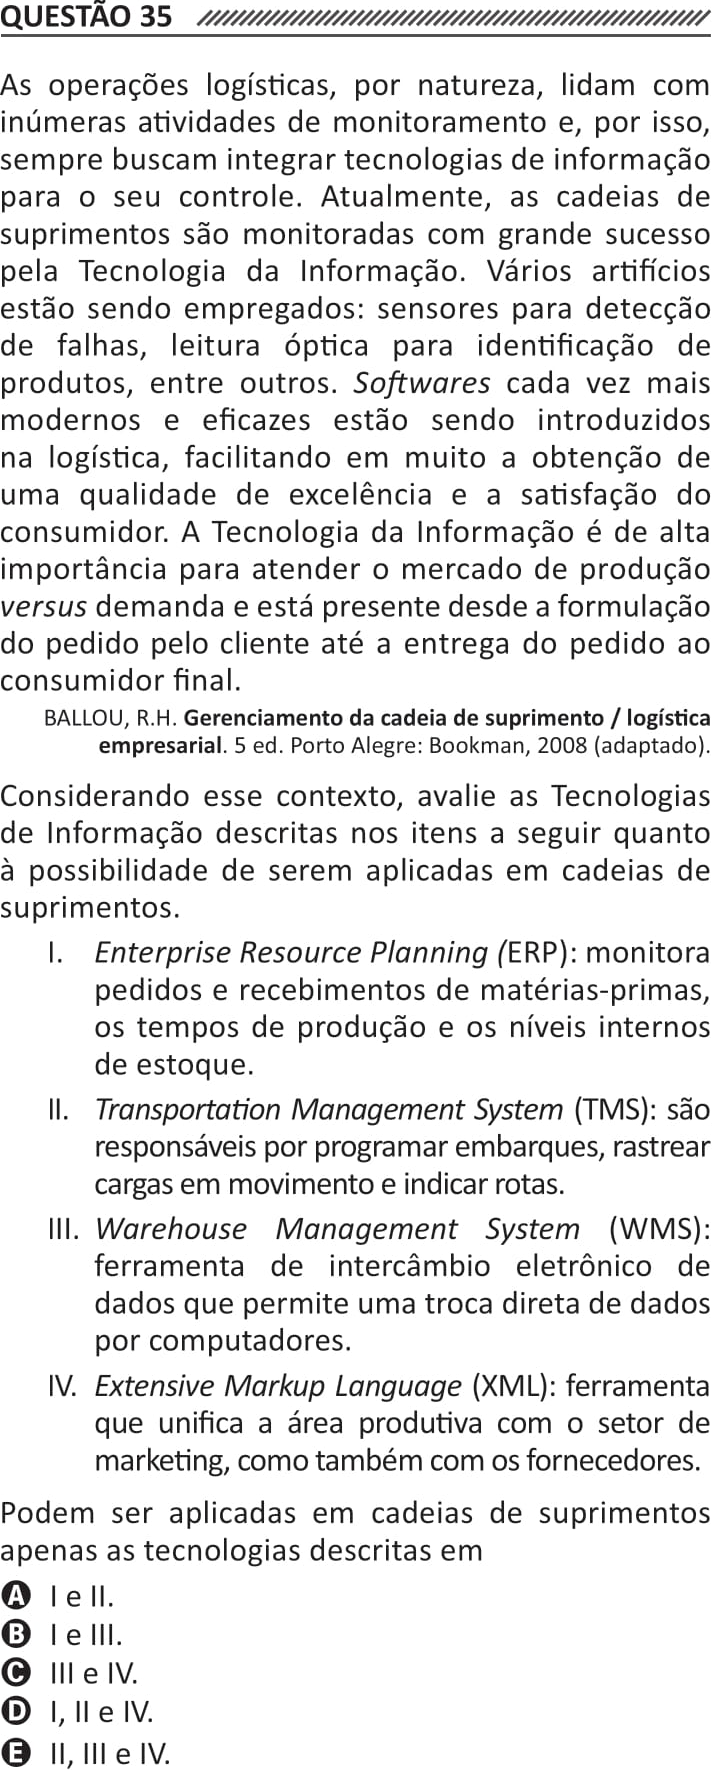 QUESTÃO 35
As operações logísticas, por natureza, lidam com
inúmeras atividades de monitoramento e, por isso,
sempre buscam integrar tecnologias de informação
para o seu controle. Atualmente, as cadeias de
suprimentos são monitoradas com grande sucesso
pela Tecnologia da Informação. Vários artifícios
estão sendo empregados: sensores para detecção
de falhas, leitura óptica para identificação de
produtos, entre outros. Softwares cada vez mais
modernos e eficazes estão sendo introduzidos
na logística, facilitando em muito a obtenção de
uma qualidade de excelência e a satisfação do
consumidor. A Tecnologia da Informação é de alta
importância para atender o mercado de produção
versus demanda e está presente desde a formulação
do pedido pelo cliente até a entrega do pedido ao
consumidor final.
BALLOU, R.H. Gerenciamento da cadeia de suprimento / logística
empresarial. 5 ed. Porto Alegre: Bookman, 2008 (adaptado).
Considerando esse contexto, avalie as Tecnologias
de Informação descritas nos itens a seguir quanto
à possibilidade de serem aplicadas em cadeias de
suprimentos.
I. Enterprise Resource Planning (ERP): monitora
pedidos e recebimentos de matérias-primas,
os tempos de produção e os níveis internos
de estoque.
II. Transportation Management System (TMS): são
responsáveis por programar embarques, rastrear
cargas em movimento e indicar rotas.
III. Warehouse Management System (WMS):
ferramenta de intercâmbio eletrônico de
dados que permite uma troca direta de dados
por computadores.
IV. Extensive Markup Language (XML): ferramenta
que unifica a área produtiva com o setor de
marketing, como também com os fornecedores.
Podem ser aplicadas em cadeias de suprimentos
apenas as tecnologias descritas em
A I e II.
B I e III.
C III e IV.
D I, II e IV.
E II, III e IV.